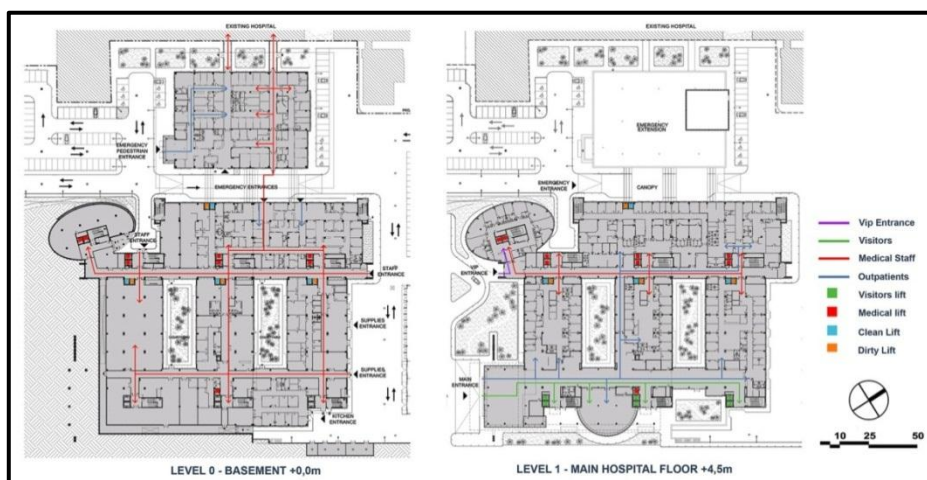 EXISTING HOSPITAL
EMERGENCY
PEDESTRIAN
ENTRANCE
EMERGENCY ENTRANCES
STAFF
ENTRANCE
STAFF
ENTRANCE
SUPPLIES
ENTRANCE
SUPPLIES
ENTRANCE
KITCHEN
ENTRANCE
LEVEL 0 - BASEMENT +0,0m
EXISTING HOSPITAL
EMERGENCY
EXTENSION
EMERGENCY
ENTRANCE
CANOPY
VIP
ENTRANCE
MAIN
ENTRANCE
LEVEL 1 - MAIN HOSPITAL FLOOR +4,5m
Vip Entrance
Visitors
Medical Staff
Outpatients
Visitors lift
Medical lift
Clean Lift
Dirty Lift
10 25 50